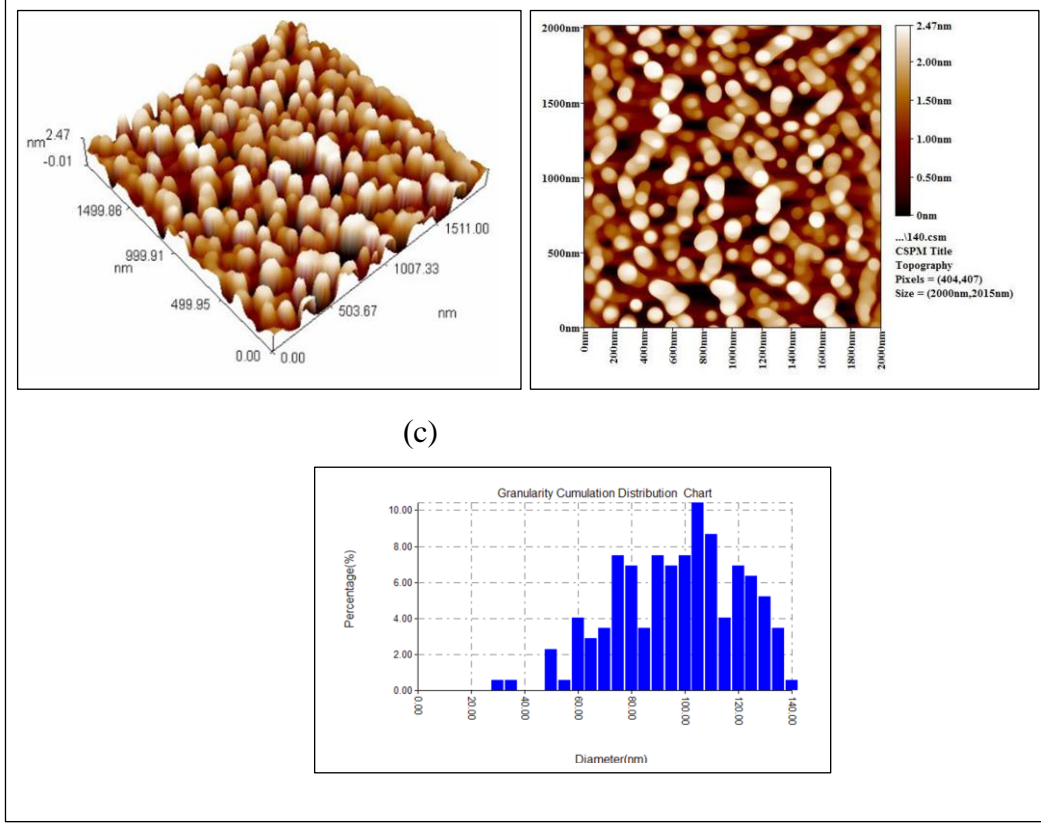 nm 2.47
-0.01
1499.86
999.91
nm
499.95
0.00
0.00
503.67
1007.33
1511.00
nm
2000nm
1500nm
1000nm
500nm
0nm
0nm
200nm
400nm
600nm
800nm
1000nm
1200nm
1400nm
1600nm
1800nm
2000nm
2.47nm
2.00nm
1.50nm
1.00nm
0.50nm
0nm
...\140.csm
CSPM Title
Topography
Pixels = (404,407)
Size = (2000nm,2015nm)
(c)
Granularity Cumulation Distribution Chart
Percentage(%)
10.00
8.00
6.00
4.00
2.00
0.00
0.00
20.00
40.00
60.00
80.00
100.00
120.00
140.00
Diameter(nm)